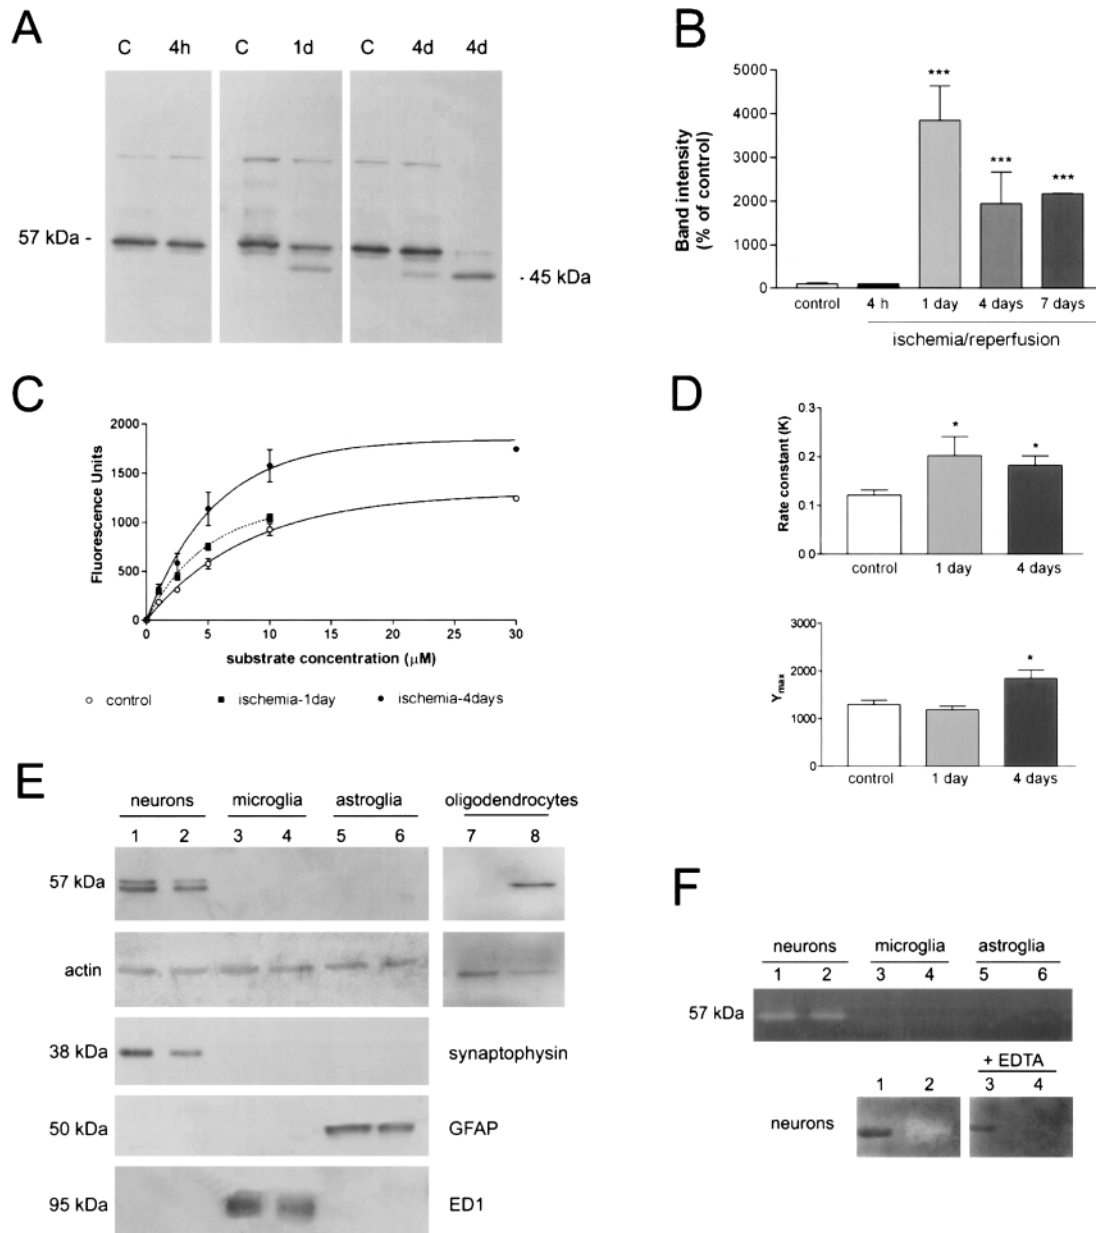 A
C 4h C 1d C 4d 4d
57 kDa -
- 45 kDa
B
Band intensity
(% of control)
5000
4000
3000
2000
1000
0
***
***
***
control 4 h 1 day 4 days 7 days
ischemia/reperfusion
C
Fluorescence Units
2000
1500
1000
500
0
0 5 10 15 20 25 30
substrate concentration (μM)
control ischemia-1day ischemia-4days
D
Rate constant (K)
0.3
0.2
0.1
0.0
*
*
control 1 day 4 days
Ymax
3000
2000
1000
0
*
control 1 day 4 days
E
neurons microglia astroglia oligodendrocytes
1 2 3 4 5 6 7 8
57 kDa
actin
38 kDa synaptophysin
50 kDa GFAP
95 kDa ED1
F
neurons microglia astroglia
1 2 3 4 5 6
57 kDa
+ EDTA
1 2 3 4
neurons